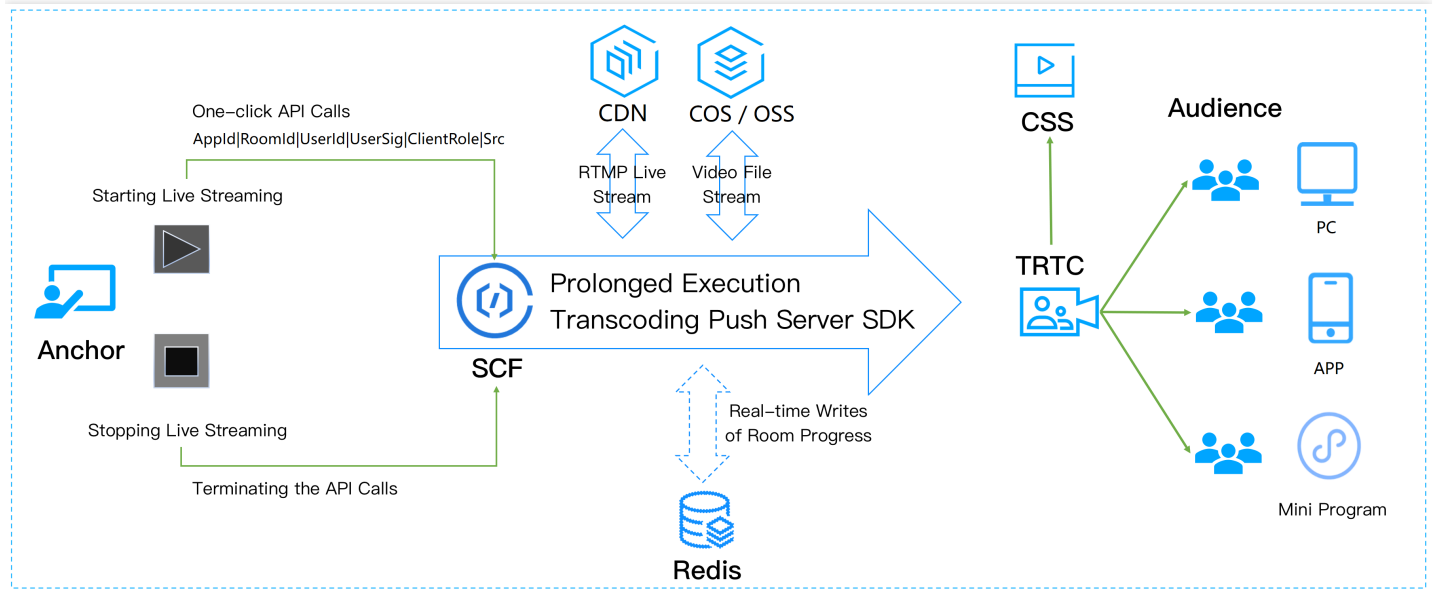 One-click API Calls
AppId|RoomId|UserId|UserSig|ClientRole|Src
Starting Live Streaming
Anchor
Stopping Live Streaming
Terminating the API Calls
CDN
COS / OSS
RTMP Live
Stream
Video File
Stream
Prolonged Execution
Transcoding Push Server SDK
SCF
Real-time Writes
of Room Progress
Redis
CSS
TRTC
Audience
PC
APP
Mini Program